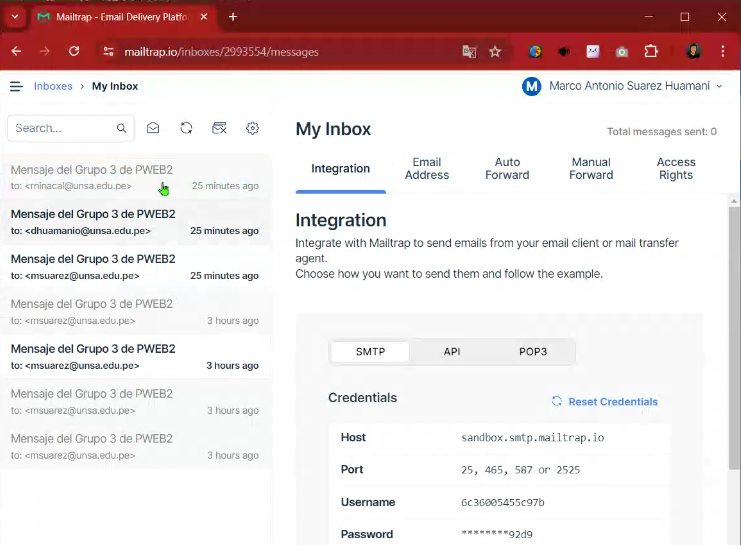 Mailtrap - Email Delivery Platfo
mailtrap.io/inboxes/2993554/messages
Inboxes > My Inbox
M Marco Antonio Suarez Huamani
Search...
Mensaje del Grupo 3 de PWEB2
to: <rninacal@unsa.edu.pe> 25 minutes ago
Mensaje del Grupo 3 de PWEB2
to: <dhuamanio@unsa.edu.pe> 25 minutes ago
Mensaje del Grupo 3 de PWEB2
to: <msuarez@unsa.edu.pe> 25 minutes ago
Mensaje del Grupo 3 de PWEB2
to: <msuarez@unsa.edu.pe> 3 hours ago
Mensaje del Grupo 3 de PWEB2
to: <msuarez@unsa.edu.pe> 3 hours ago
Mensaje del Grupo 3 de PWEB2
to: <msuarez@unsa.edu.pe> 3 hours ago
Mensaje del Grupo 3 de PWEB2
to: <msuarez@unsa.edu.pe> 3 hours ago
My Inbox
Total messages sent: 0
Integration
Email
Address
Auto
Forward
Manual
Forward
Access
Rights
Integration
Integrate with Mailtrap to send emails from your email client or mail transfer
agent.
Choose how you want to send them and follow the example.
SMTP API POP3
Credentials
Reset Credentials
Host sandbox.smtp.mailtrap.io
Port 25, 465, 587 or 2525
Username 6c36005455c97b
Password ********92d9